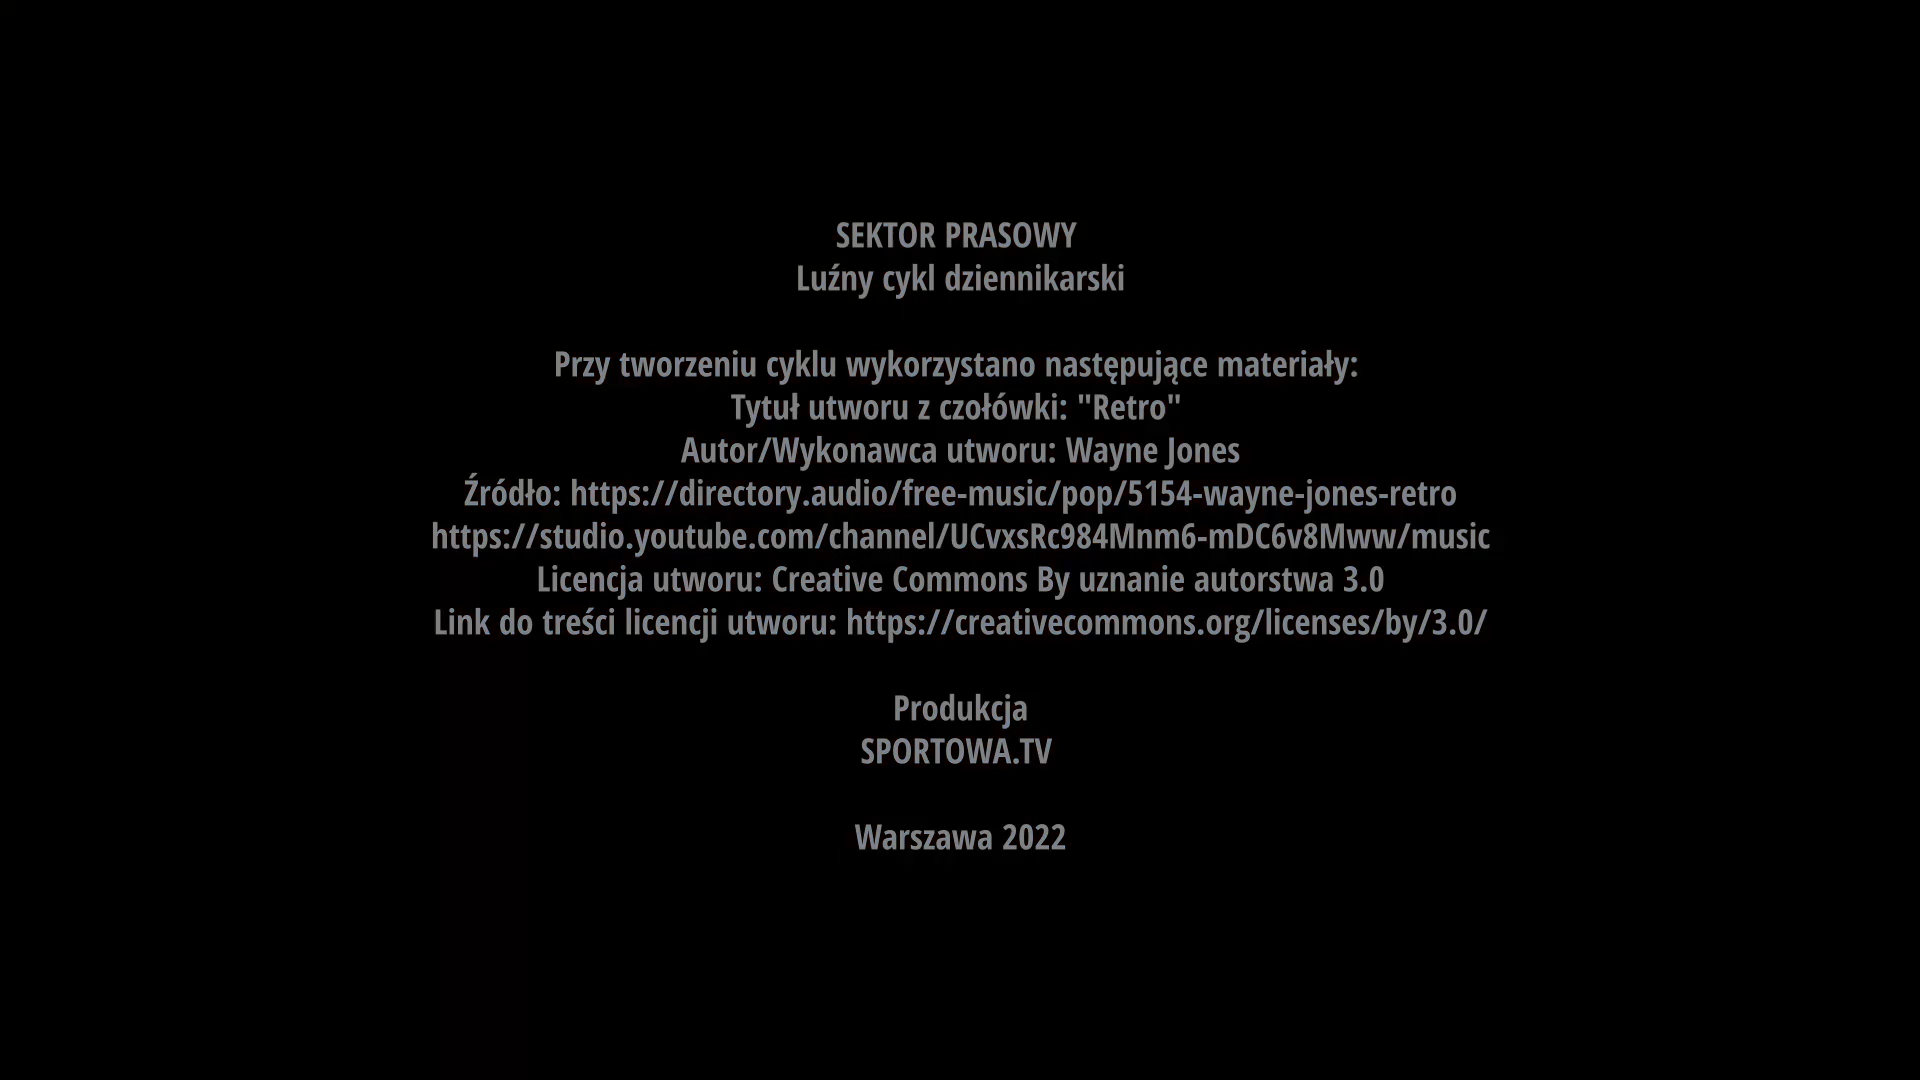 SEKTOR PRASOWY
Luźny cykl dziennikarski
Przy tworzeniu cyklu wykorzystano następujące materiały:
Tytuł utworu z czołówki: "Retro"
Autor/Wykonawca utworu: Wayne Jones
Źródło: https://directory.audio/free-music/pop/5154-wayne-jones-retro
https://studio.youtube.com/channel/UCvxsRc984Mnm6-mDC6v8Mww/music
Licencja utworu: Creative Commons By uznanie autorstwa 3.0
Link do treści licencji utworu: https://creativecommons.org/licenses/by/3.0/
Produkcja
SPORTOWA.TV
Warszawa 2022